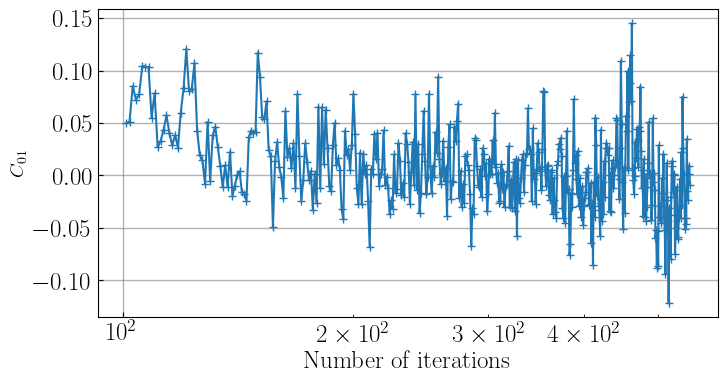 0.15
0.10
0.05
0.00
−0.05
−0.10
C₀₁
10²
2 × 10²
3 × 10²
4 × 10²
Number of iterations